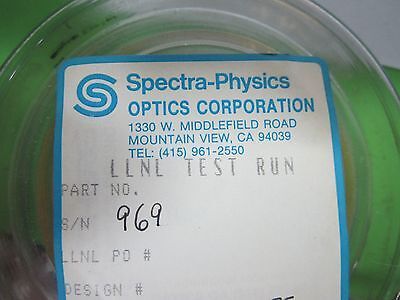 Spectra-Physics
OPTICS CORPORATION
1330 W. MIDDLEFIELD ROAD
MOUNTAIN VIEW, CA 94039
TEL: (415) 961-2550
LLNL TEST RUN
PART NO.
S/N 969
LLNL PO #
DESIGN #